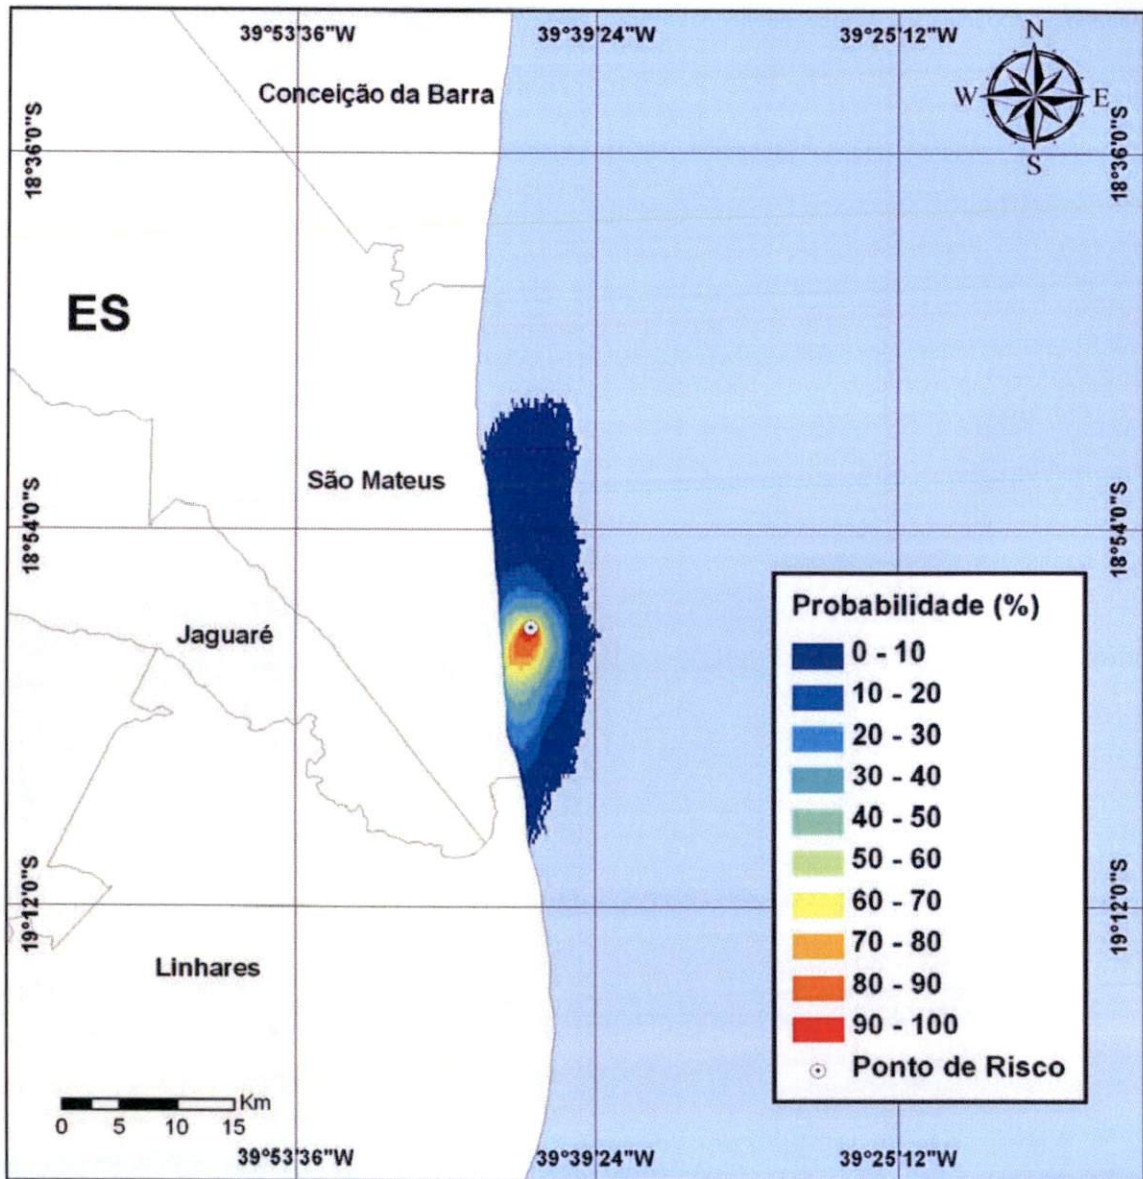 39°53'36"W
39°39'24"W
39°25'12"W
N
W
E
S
Conceição da Barra
18°36'0"S
18°36'0"S
ES
São Mateus
18°54'0"S
18°54'0"S
Jaguaré
Probabilidade (%)
0 - 10
10 - 20
20 - 30
30 - 40
40 - 50
50 - 60
60 - 70
70 - 80
80 - 90
90 - 100
Ponto de Risco
19°12'0"S
19°12'0"S
Linhares
Km
0 5 10 15
39°53'36"W
39°39'24"W
39°25'12"W